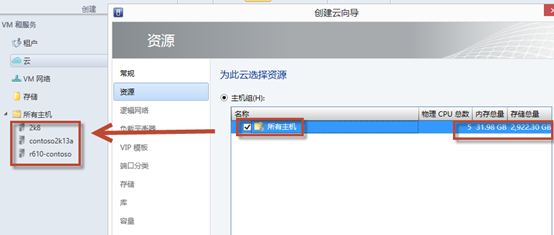 创建
VM 和服务
租户
云
VM 网络
存储
所有主机
2k8
contoso2k13a
r610-contoso
创建云向导
资源
常规
资源
逻辑网络
负载平衡器
VIP 模板
端口分类
存储
库
容量
为此云选择资源
主机组(H):
名称 物理 CPU 总数 内存总量 存储总量
所有主机 5 31.98 GB 2,922.30 GB